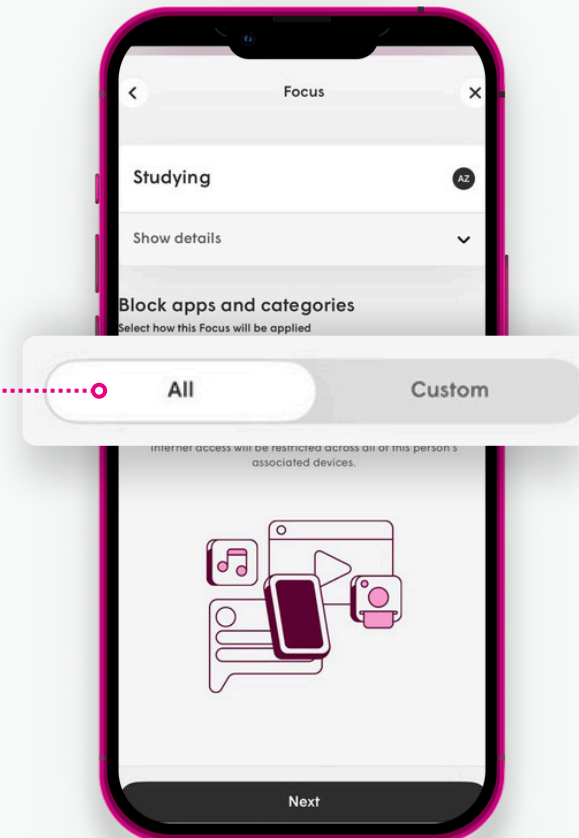 Focus
Studying
AZ
Show details
Block apps and categories
Select how this Focus will be applied
All Custom
Internet access will be restricted across all of this person's
associated devices.
Next